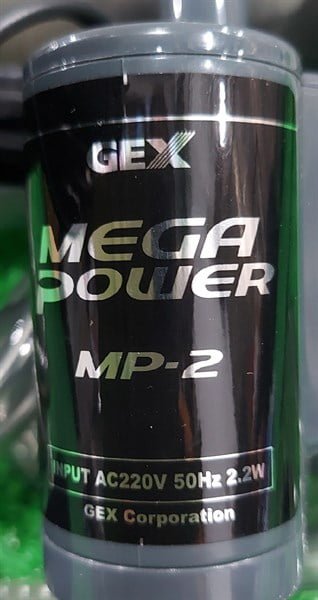 GEX
MEGA
POWER
MP-2
INPUT AC220V 50Hz 2.2W
GEX Corporation